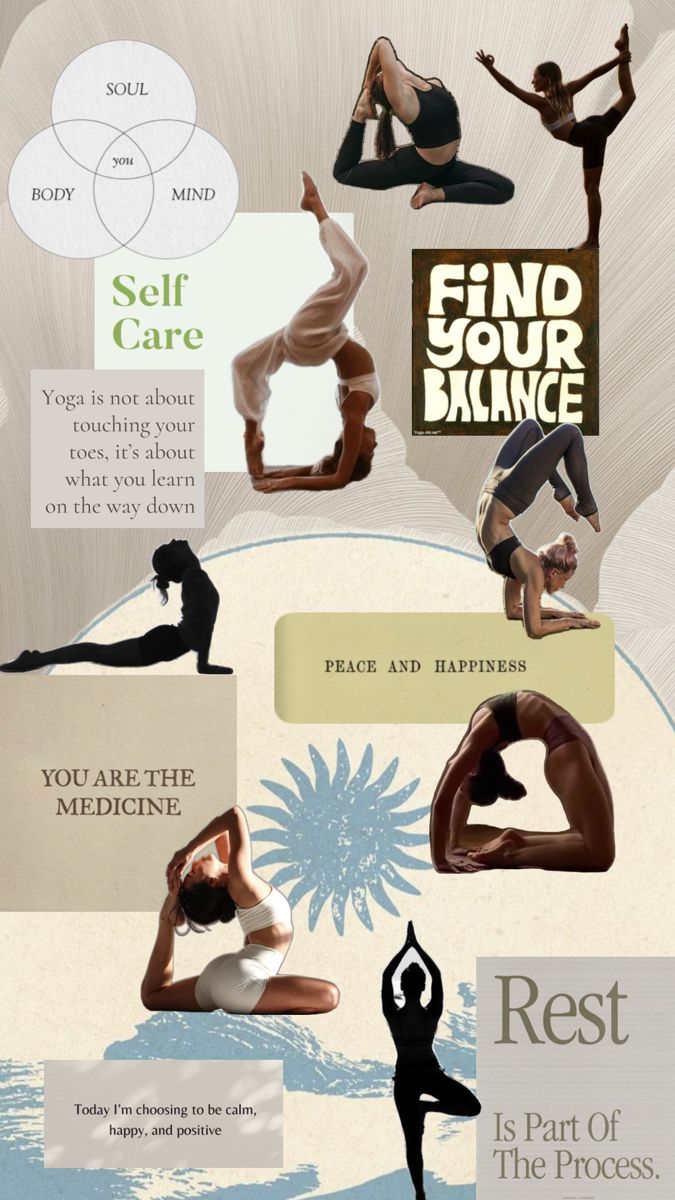 SOUL
you
BODY
MIND
Self
Care
FiND
YOUR
BALANCE
Yoga is not about
touching your
toes, it's about
what you learn
on the way down
PEACE AND HAPPINESS
YOU ARE THE
MEDICINE
Rest
Is Part Of
The Process.
Today I'm choosing to be calm,
happy, and positive